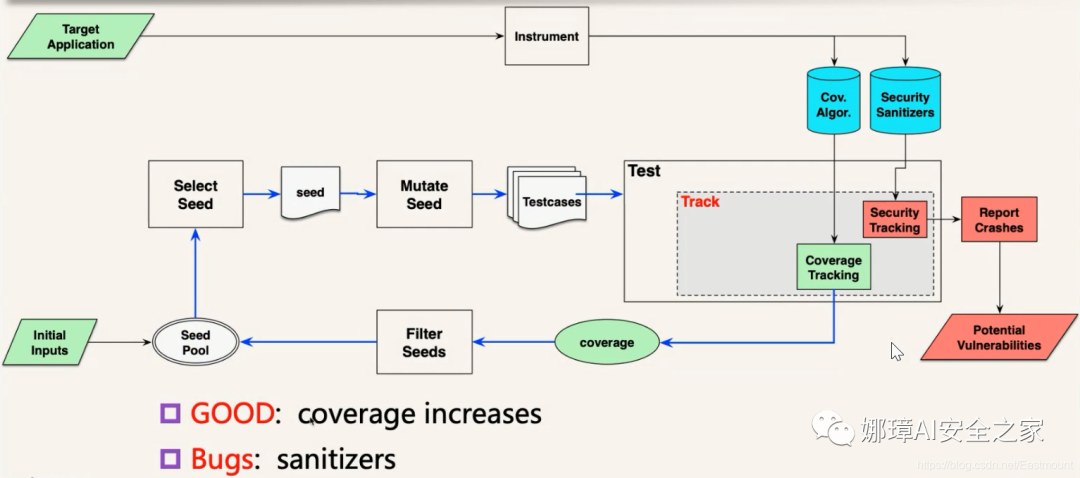 Target
Application
Instrument
Cov.
Algor.
Security
Sanitizers
Select
Seed
seed
Mutate
Seed
Testcases
Test
Track
Security
Tracking
Report
Crashes
Coverage
Tracking
Initial
Inputs
Seed
Pool
Filter
Seeds
coverage
Potential
Vulnerabilities
GOOD: coverage increases
Bugs: sanitizers
娜璋AI安全之家
https://blog.csdn.net/Eastmount